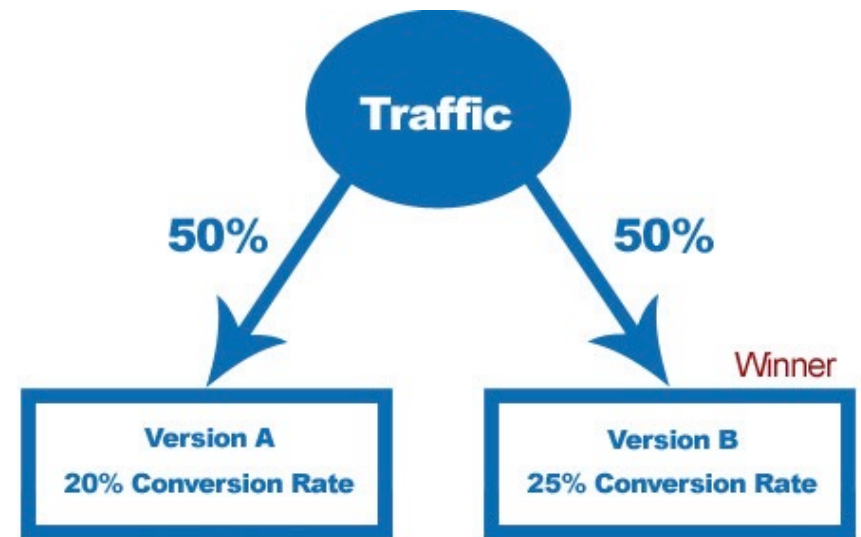 Traffic
50%
50%
Winner
Version A
20% Conversion Rate
Version B
25% Conversion Rate